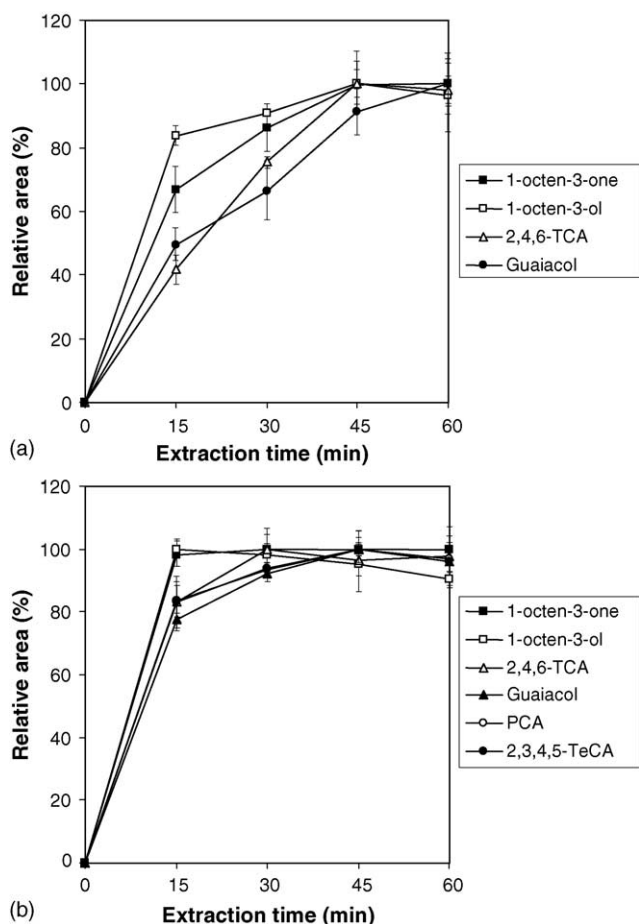 120
100
80
60
40
20
0
Relative area (%)
0 15 30 45 60
Extraction time (min)
(a)
1-octen-3-one
1-octen-3-ol
2,4,6-TCA
Guaiacol
120
100
80
60
40
20
0
Relative area (%)
0 15 30 45 60
Extraction time (min)
(b)
1-octen-3-one
1-octen-3-ol
2,4,6-TCA
Guaiacol
PCA
2,3,4,5-TeCA